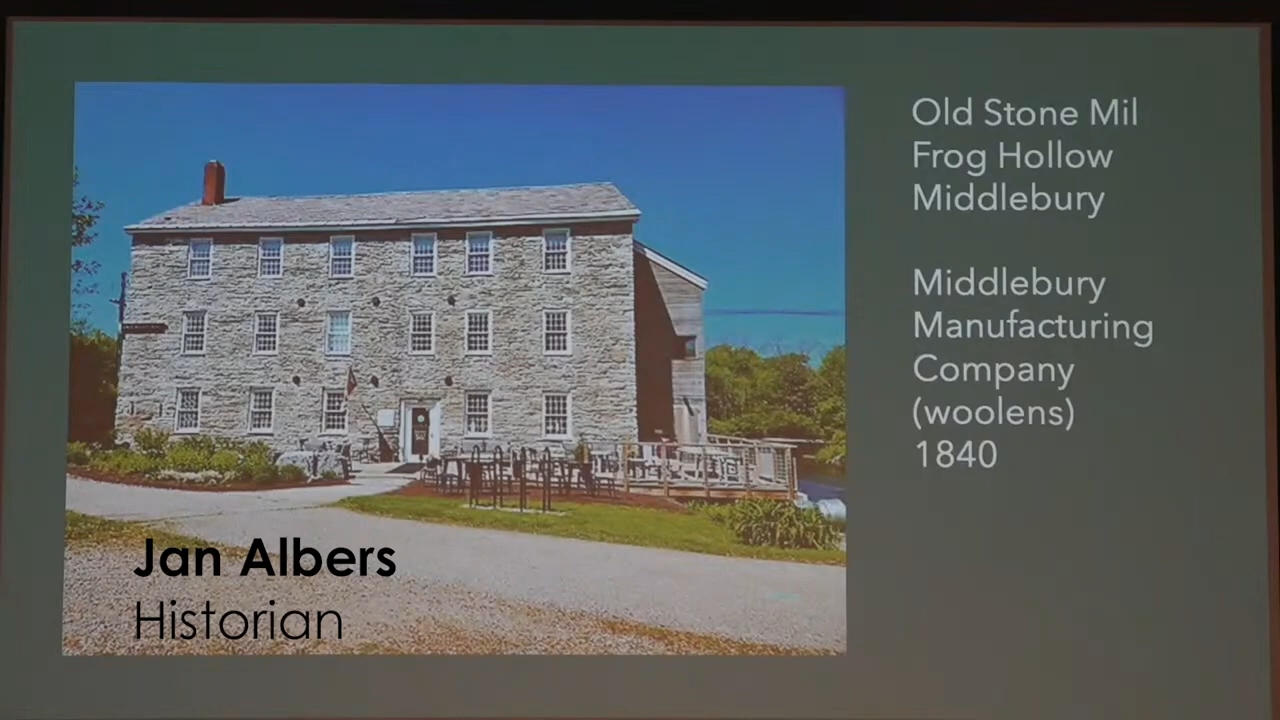 Old Stone Mil
Frog Hollow
Middlebury
Middlebury
Manufacturing
Company
(woolens)
1840
Jan Albers
Historian